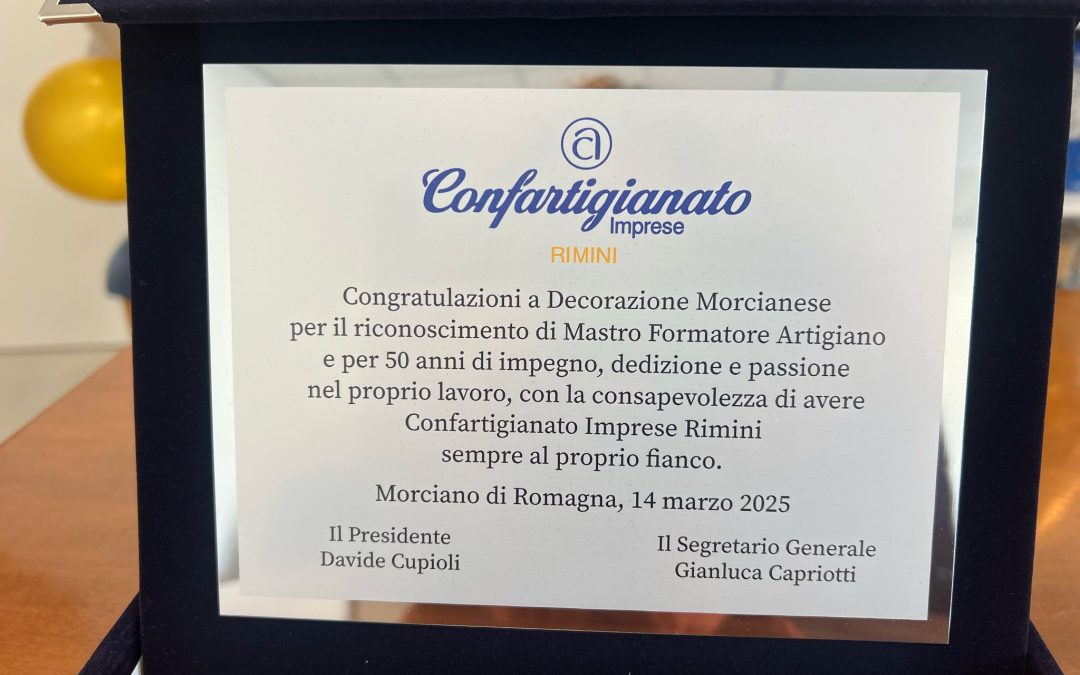 a
Confartigianato
Imprese
RIMINI
Congratulazioni a Decorazione Morcianese
per il riconoscimento di Mastro Formatore Artigiano
e per 50 anni di impegno, dedizione e passione
nel proprio lavoro, con la consapevolezza di avere
Confartigianato Imprese Rimini
sempre al proprio fianco.
Morciano di Romagna, 14 marzo 2025
Il Presidente
Davide Cupioli
Il Segretario Generale
Gianluca Capriotti